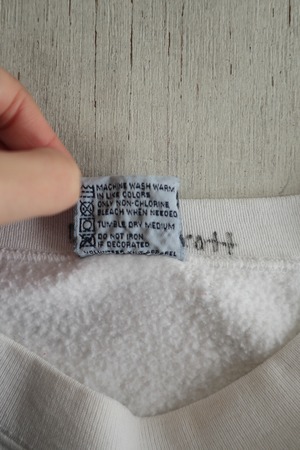 MACHINE WASH WARM
IN LIKE COLORS
ONLY NON-CHLORINE
BLEACH WHEN NEEDED
TUMBLE DRY MEDIUM
DO NOT IRON
IF DECORATED
APPAREL